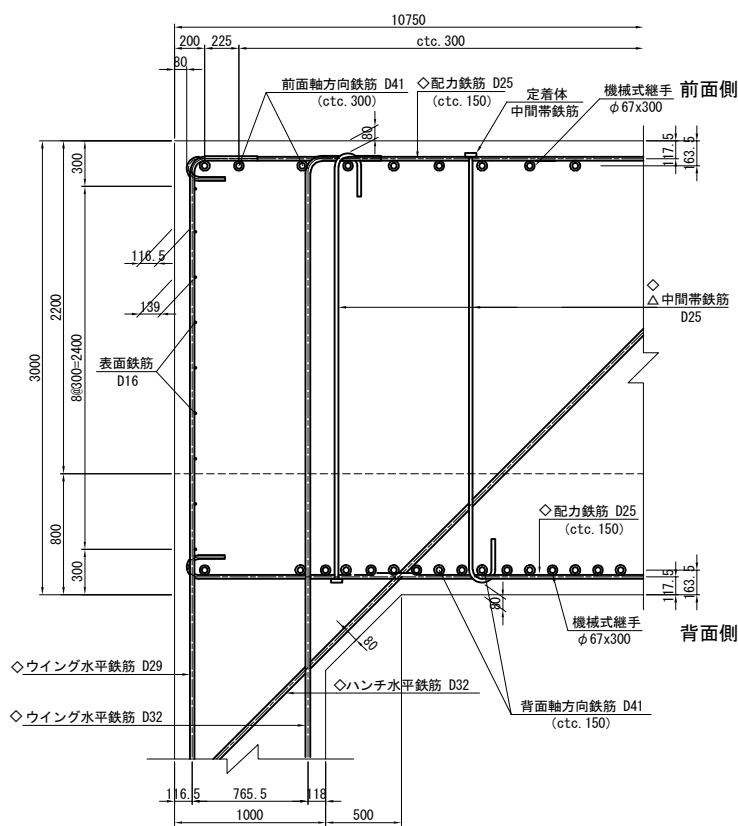 10750
200
225
ctc.300
80
前面軸方向鉄筋 D41
(ctc.300)
◇配力鉄筋 D25
(ctc.150)
定着体
中間帯鉄筋
機械式継手
φ67x300
前面側
80
117.5
163.5
300
116.5
139
2200
3000
8@300=2400
表面鉄筋
D16
◇
△中間帯鉄筋
D25
800
300
◇配力鉄筋 D25
(ctc.150)
117.5
163.5
80
機械式継手
φ67x300
背面側
80
◇ウイング水平鉄筋 D29
◇ハンチ水平鉄筋 D32
◇ウイング水平鉄筋 D32
背面軸方向鉄筋 D41
(ctc.150)
116.5
765.5
118
1000
500